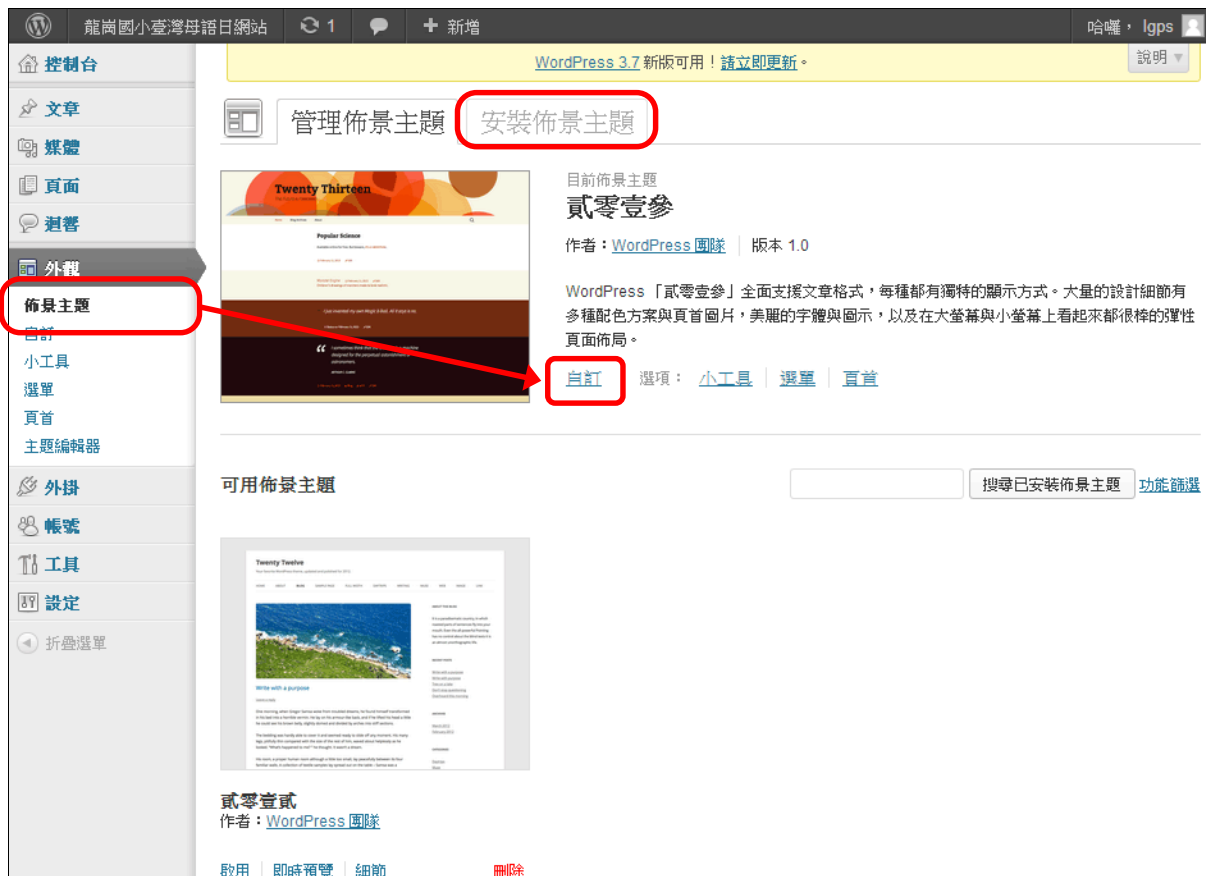 龍崗國小臺灣母語日網站 1 新增 哈囉， lgps
控制台
文章
媒體
頁面
迴響
外觀
佈景主題
自訂
小工具
選單
頁首
主題編輯器
外掛
帳號
工具
設定
折疊選單
WordPress 3.7 新版可用！請立即更新。
說明
管理佈景主題 安裝佈景主題
Twenty Thirteen
Popular Science
目前佈景主題
貳零壹參
作者：WordPress 團隊 版本 1.0
WordPress 「貳零壹參」全面支援文章格式，每種都有獨特的顯示方式。大量的設計細節有
多種配色方案與頁首圖片，美麗的字體與圖示，以及在大螢幕與小螢幕上看起來都很棒的彈性
頁面佈局。
自訂 選項： 小工具 選單 頁首
可用佈景主題
搜尋已安裝佈景主題 功能篩選
Twenty Twelve
Write with a purpose
貳零壹貳
作者：WordPress 團隊
啟用 即時預覽 細節 刪除